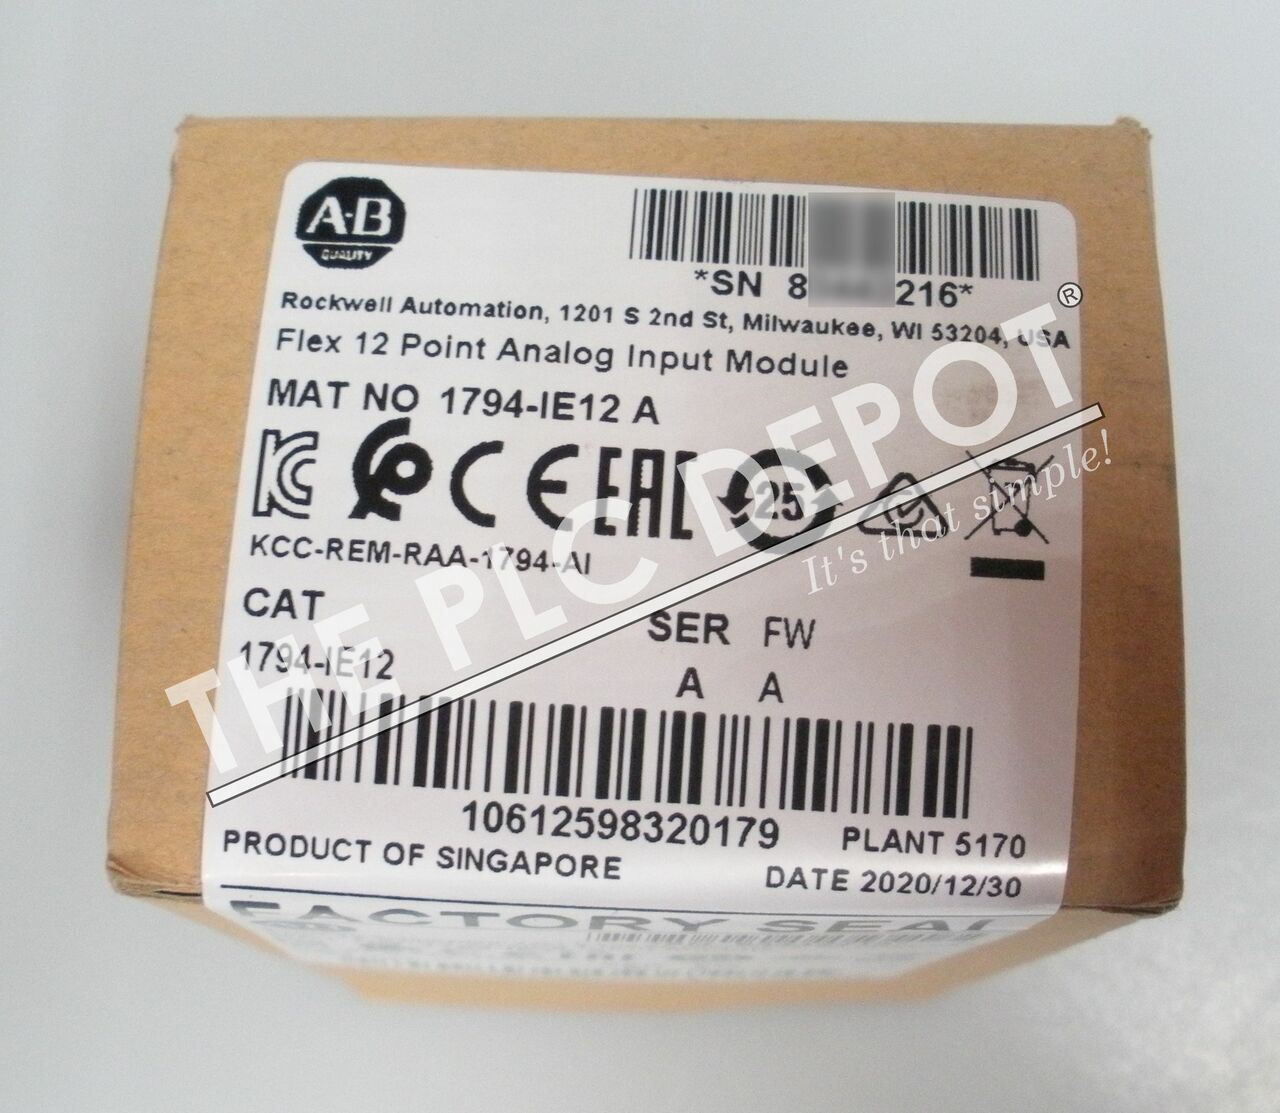 A-B
QUALITY
*SN 8 216*
Rockwell Automation, 1201 S 2nd St, Milwaukee, WI 53204, USA
Flex 12 Point Analog Input Module
MAT NO 1794-IE12 A
KC CE EAC 25
KCC-REM-RAA-1794-AI
CAT SER FW
1794-IE12 A A
10612598320179
PLANT 5170
PRODUCT OF SINGAPORE
DATE 2020/12/30
FACTORY SEAL
THE PLC DEPOT®
It's that simple!